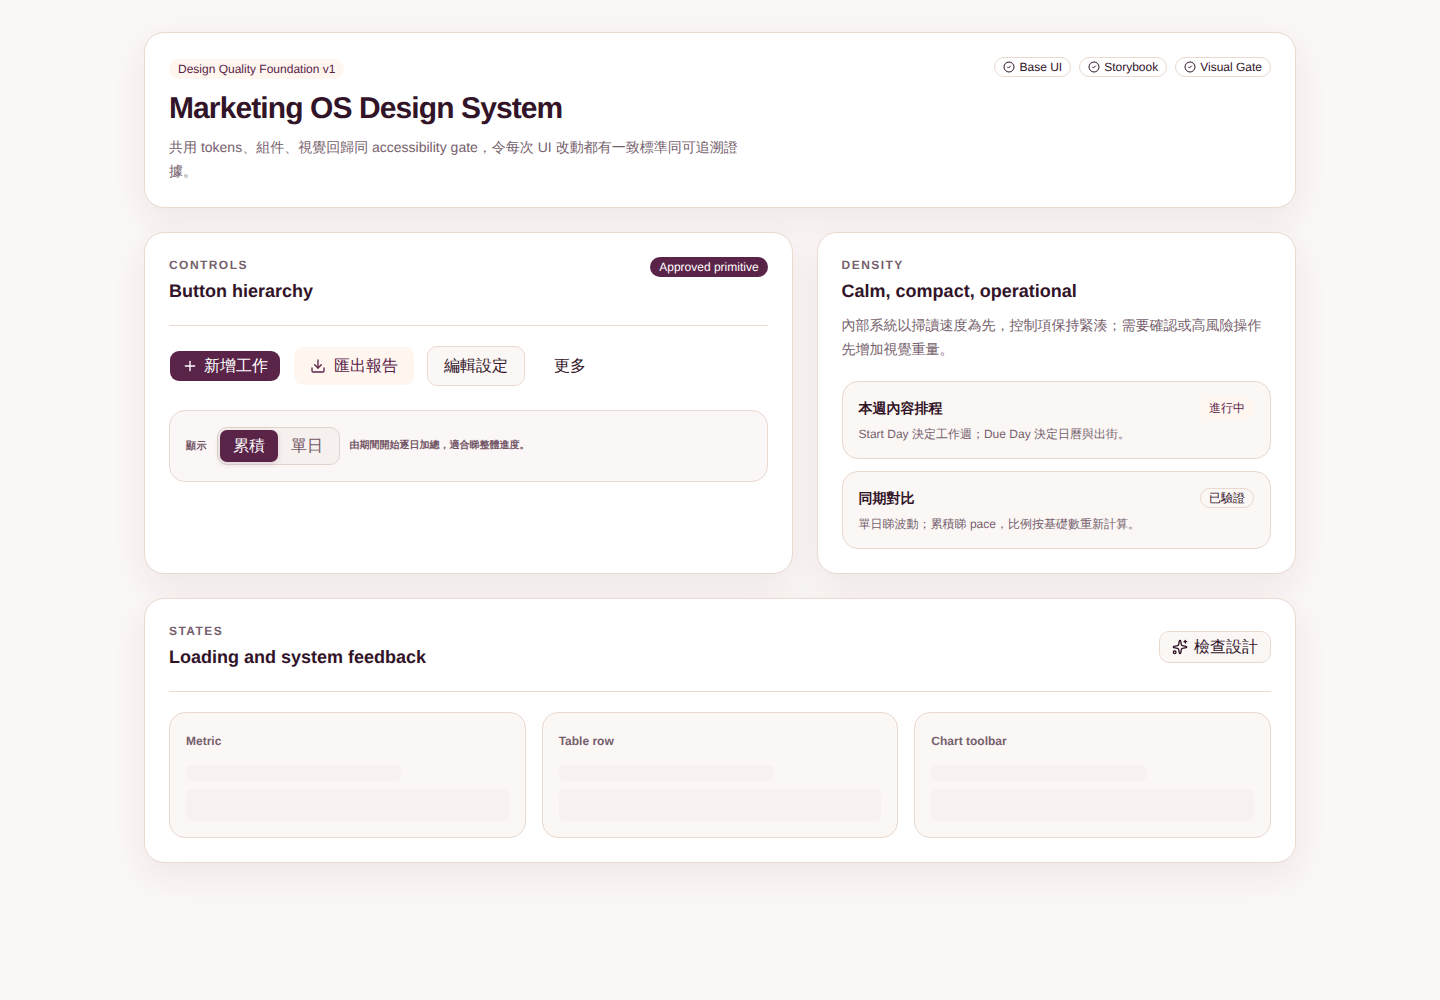 Design Quality Foundation v1
Base UI
Storybook
Visual Gate
Marketing OS Design System
共用 tokens、組件、視覺回歸同 accessibility gate，令每次 UI 改動都有一致標準同可追溯證
據。
CONTROLS
Approved primitive
Button hierarchy
新增工作
匯出報告
編輯設定
更多
顯示
累積
單日
由期間開始逐日加總，適合睇整體進度。
DENSITY
Calm, compact, operational
內部系統以掃讀速度為先，控制項保持緊湊；需要確認或高風險操作
先增加視覺重量。
本週內容排程
進行中
Start Day 決定工作週；Due Day 決定日曆與出街。
同期對比
已驗證
單日睇波動；累積睇 pace，比例按基礎數重新計算。
STATES
Loading and system feedback
檢查設計
Metric
Table row
Chart toolbar